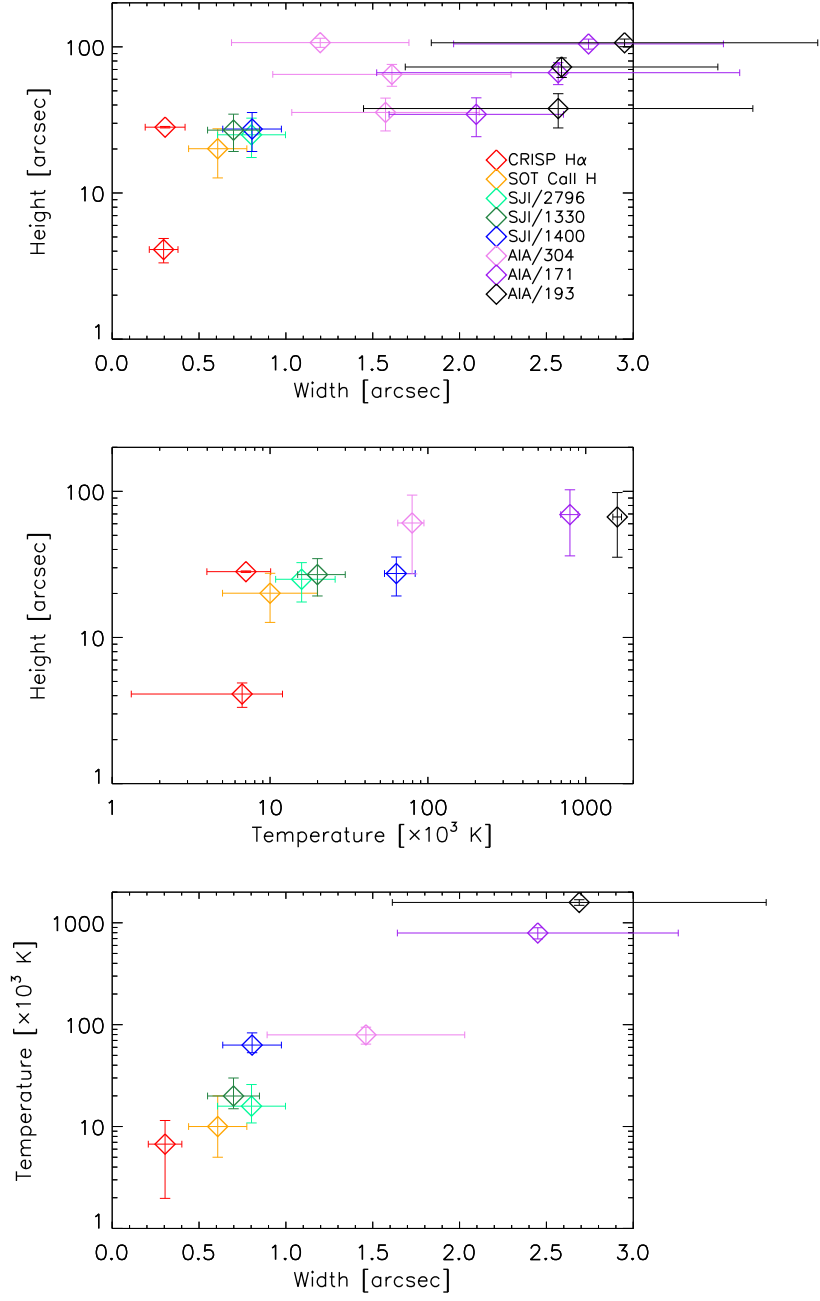 100
10
1
Height [arcsec]
CRISP Hα
SOT CaII H
SJI/2796
SJI/1330
SJI/1400
AIA/304
AIA/171
AIA/193
0.0 0.5 1.0 1.5 2.0 2.5 3.0
Width [arcsec]
100
10
1
Height [arcsec]
1 10 100 1000
Temperature [×10³ K]
1000
100
10
1
Temperature [×10³ K]
0.0 0.5 1.0 1.5 2.0 2.5 3.0
Width [arcsec]